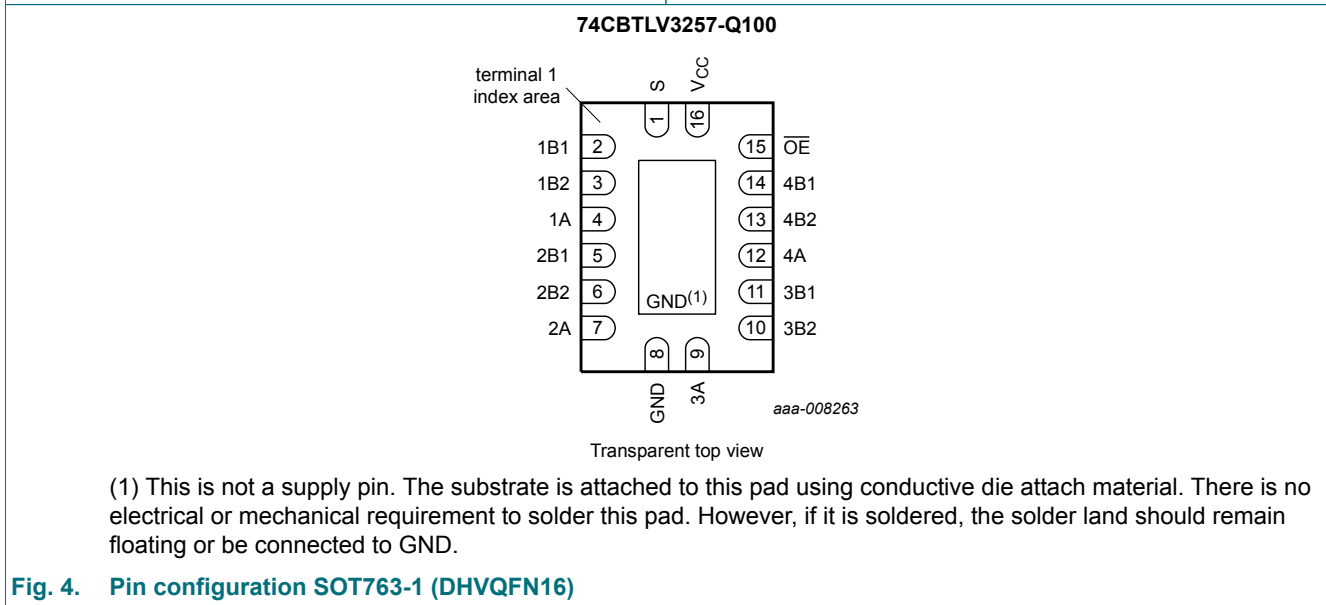 74CBTLV3257-Q100
terminal 1
index area
S
VCC
1
16
1B1 2
15 OE
1B2 3
14 4B1
1A 4
13 4B2
2B1 5
12 4A
2B2 6
GND(1)
11 3B1
2A 7
10 3B2
8
9
GND
3A
aaa-008263
Transparent top view
(1) This is not a supply pin. The substrate is attached to this pad using conductive die attach material. There is no
electrical or mechanical requirement to solder this pad. However, if it is soldered, the solder land should remain
floating or be connected to GND.
Fig. 4. Pin configuration SOT763-1 (DHVQFN16)